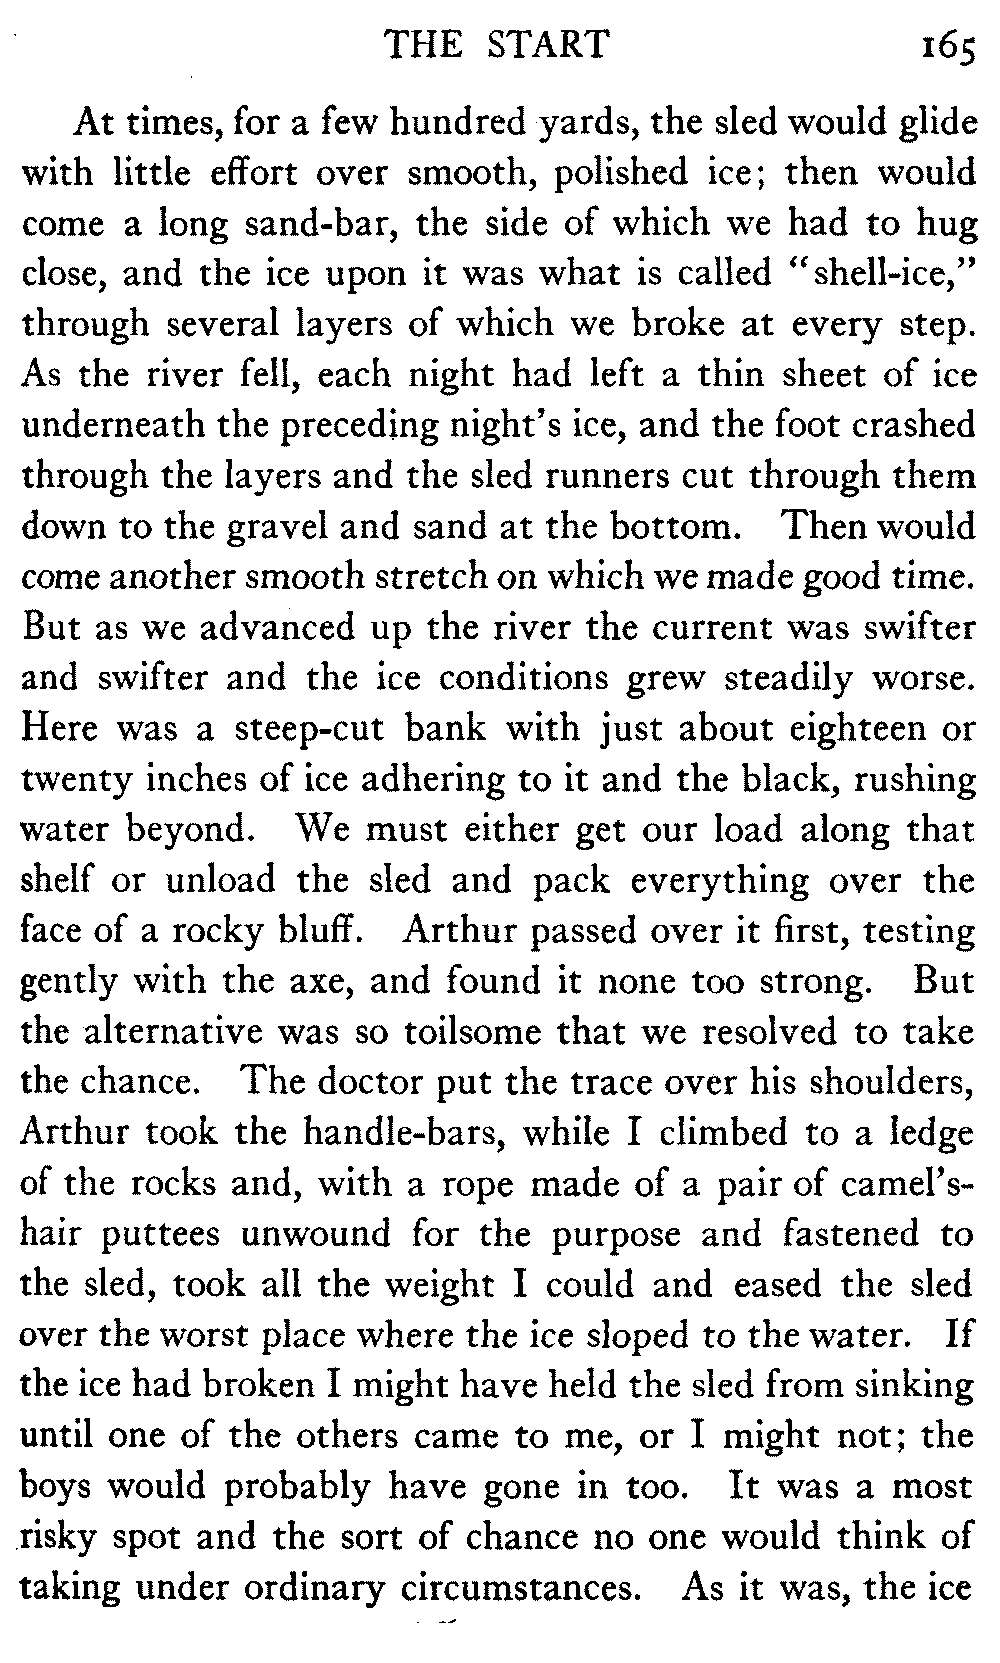 THE START 165
At times, for a few hundred yards, the sled would glide
with little effort over smooth, polished ice; then would
come a long sand-bar, the side of which we had to hug
close, and the ice upon it was what is called “shell-ice,”
through several layers of which we broke at every step.
As the river fell, each night had left a thin sheet of ice
underneath the preceding night’s ice, and the foot crashed
through the layers and the sled runners cut through them
down to the gravel and sand at the bottom. Then would
come another smooth stretch on which we made good time.
But as we advanced up the river the current was swifter
and swifter and the ice conditions grew steadily worse.
Here was a steep-cut bank with just about eighteen or
twenty inches of ice adhering to it and the black, rushing
water beyond. We must either get our load along that
shelf or unload the sled and pack everything over the
face of a rocky bluff. Arthur passed over it first, testing
gently with the axe, and found it none too strong. But
the alternative was so toilsome that we resolved to take
the chance. The doctor put the trace over his shoulders,
Arthur took the handle-bars, while I climbed to a ledge
of the rocks and, with a rope made of a pair of camel’s-
hair puttees unwound for the purpose and fastened to
the sled, took all the weight I could and eased the sled
over the worst place where the ice sloped to the water. If
the ice had broken I might have held the sled from sinking
until one of the others came to me, or I might not; the
boys would probably have gone in too. It was a most
risky spot and the sort of chance no one would think of
taking under ordinary circumstances. As it was, the ice